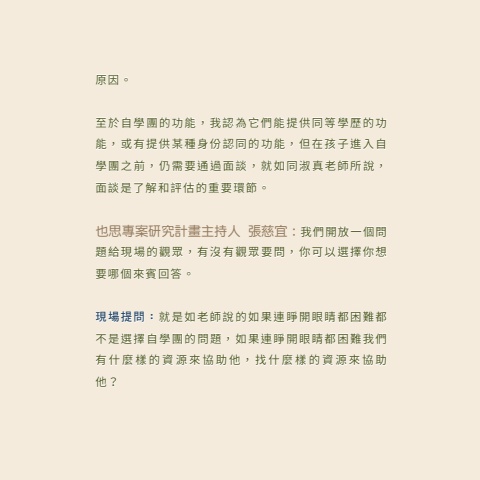 原因。
至於自學團的功能，我認為它們能提供同等學歷的功
能，或有提供某種身份認同的功能，但在孩子進入自
學團之前，仍需要通過面談，就如同淑真老師所說，
面談是了解和評估的重要環節。
也思專案研究計畫主持人 張慈宜：我們開放一個問
題給現場的觀眾，有沒有觀眾要問，你可以選擇你想
要哪個來賓回答。
現場提問：就是如老師說的如果連睜開眼睛都困難都
不是選擇自學團的問題，如果連睜開眼睛都困難我們
有什麼樣的資源來協助他，找什麼樣的資源來協助
他？